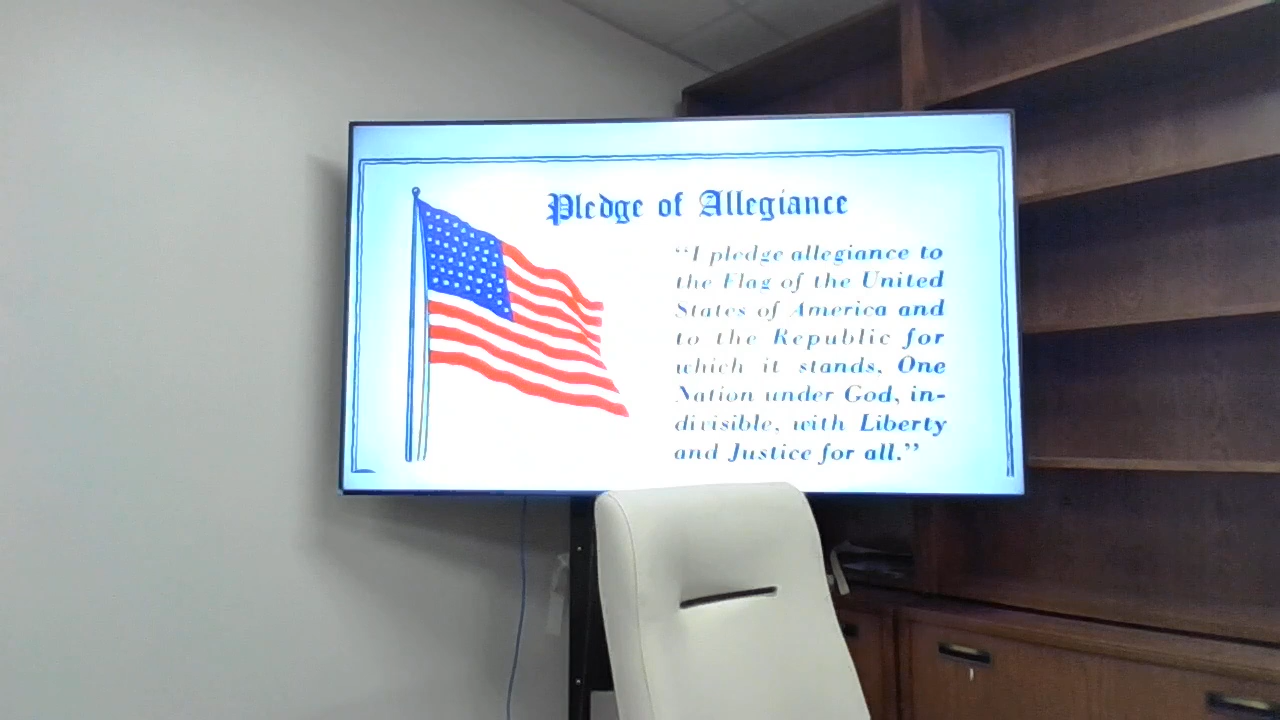 Pledge of Allegiance
“I pledge allegiance to
the Flag of the United
States of America and
to the Republic for
which it stands, One
Nation under God, in-
divisible, with Liberty
and Justice for all.”